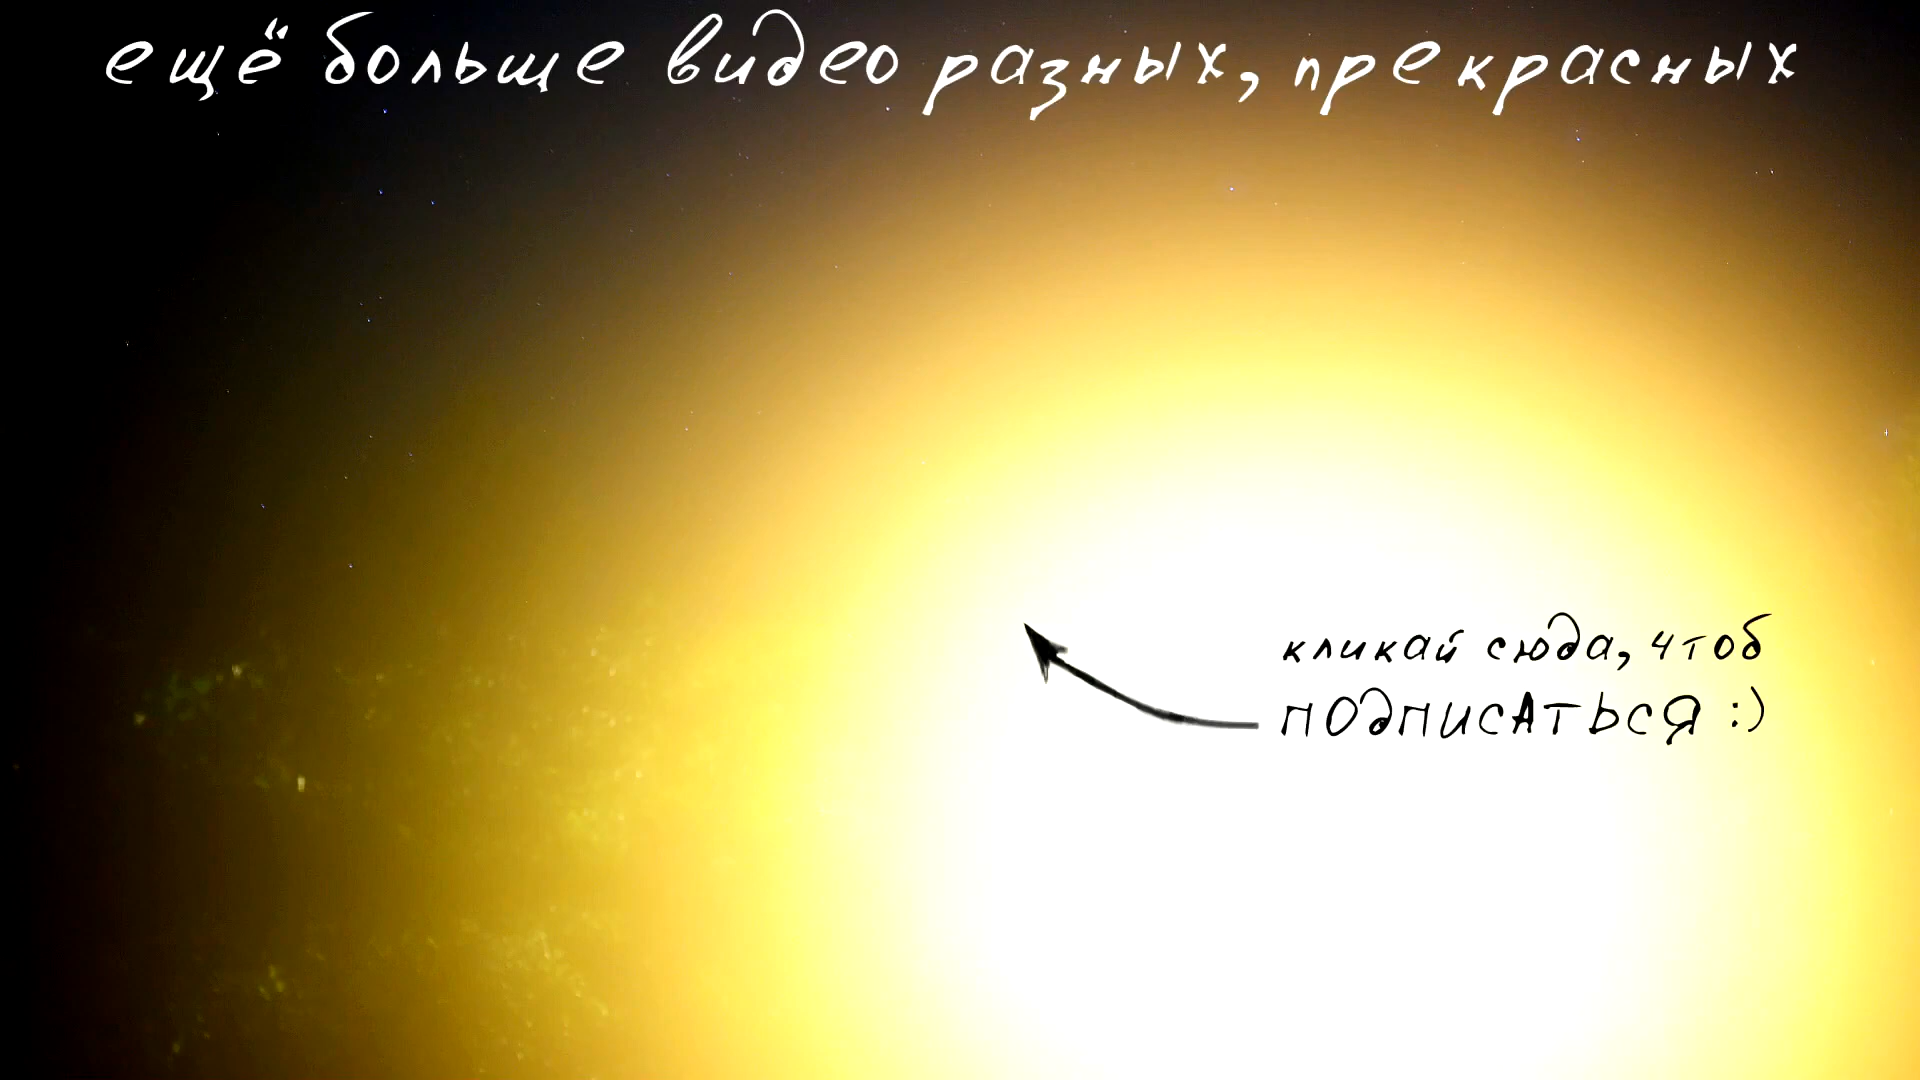 ещё больше видео разных, прекрасных
кликай сюда, чтоб
ПОДПИСАТЬСЯ :)